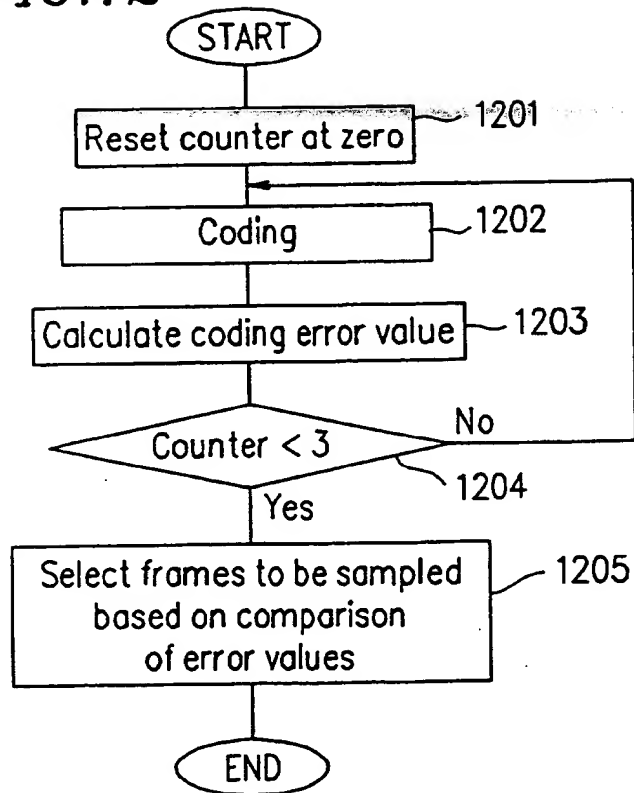 START
Reset counter at zero
1201
Coding
1202
Calculate coding error value
1203
Counter < 3
No
1204
Yes
Select frames to be sampled
based on comparison
of error values
1205
END